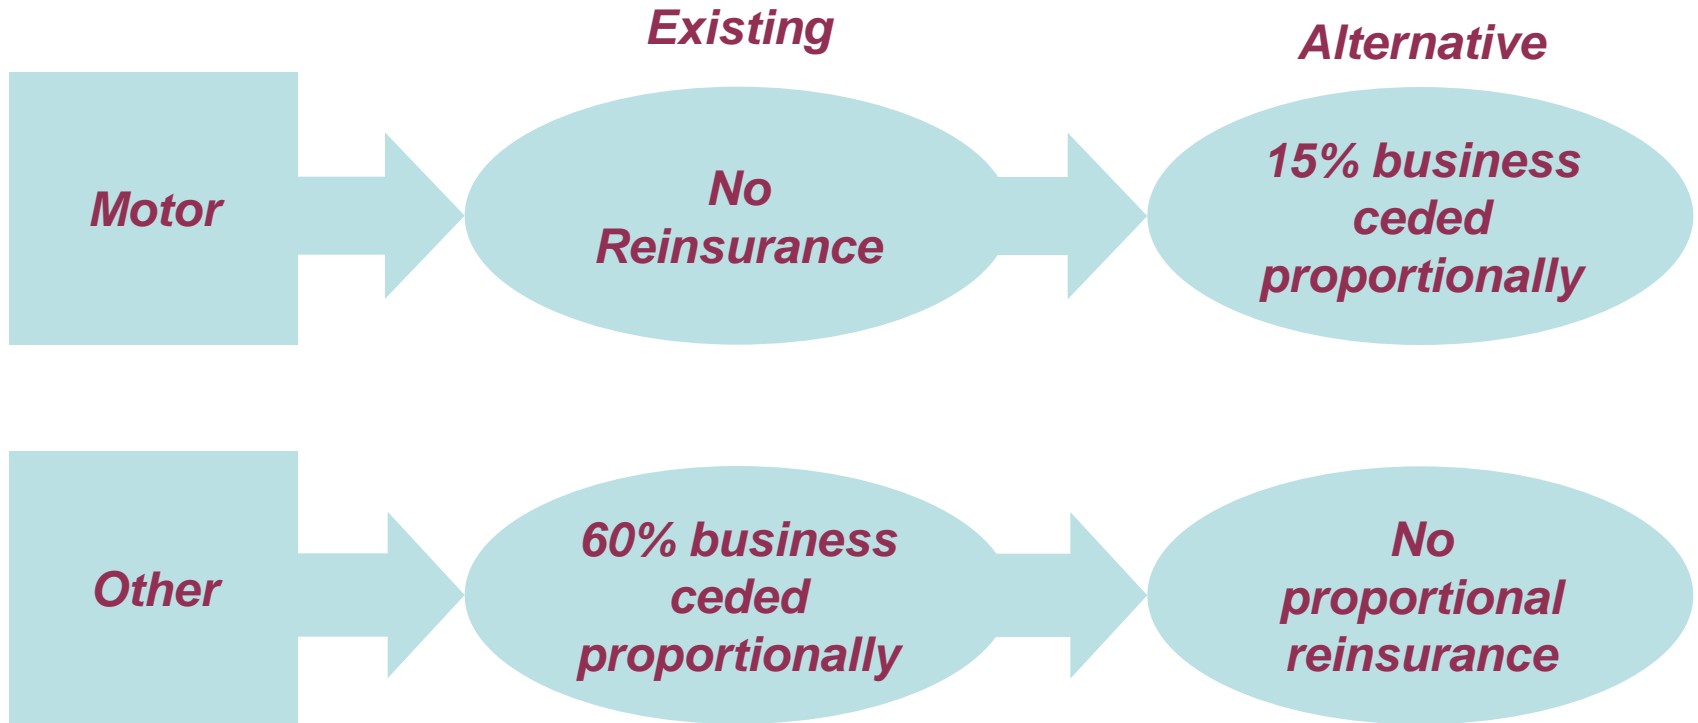 Existing
Alternative
Motor
No
Reinsurance
15% business
ceded
proportionally
Other
60% business
ceded
proportionally
No
proportional
reinsurance